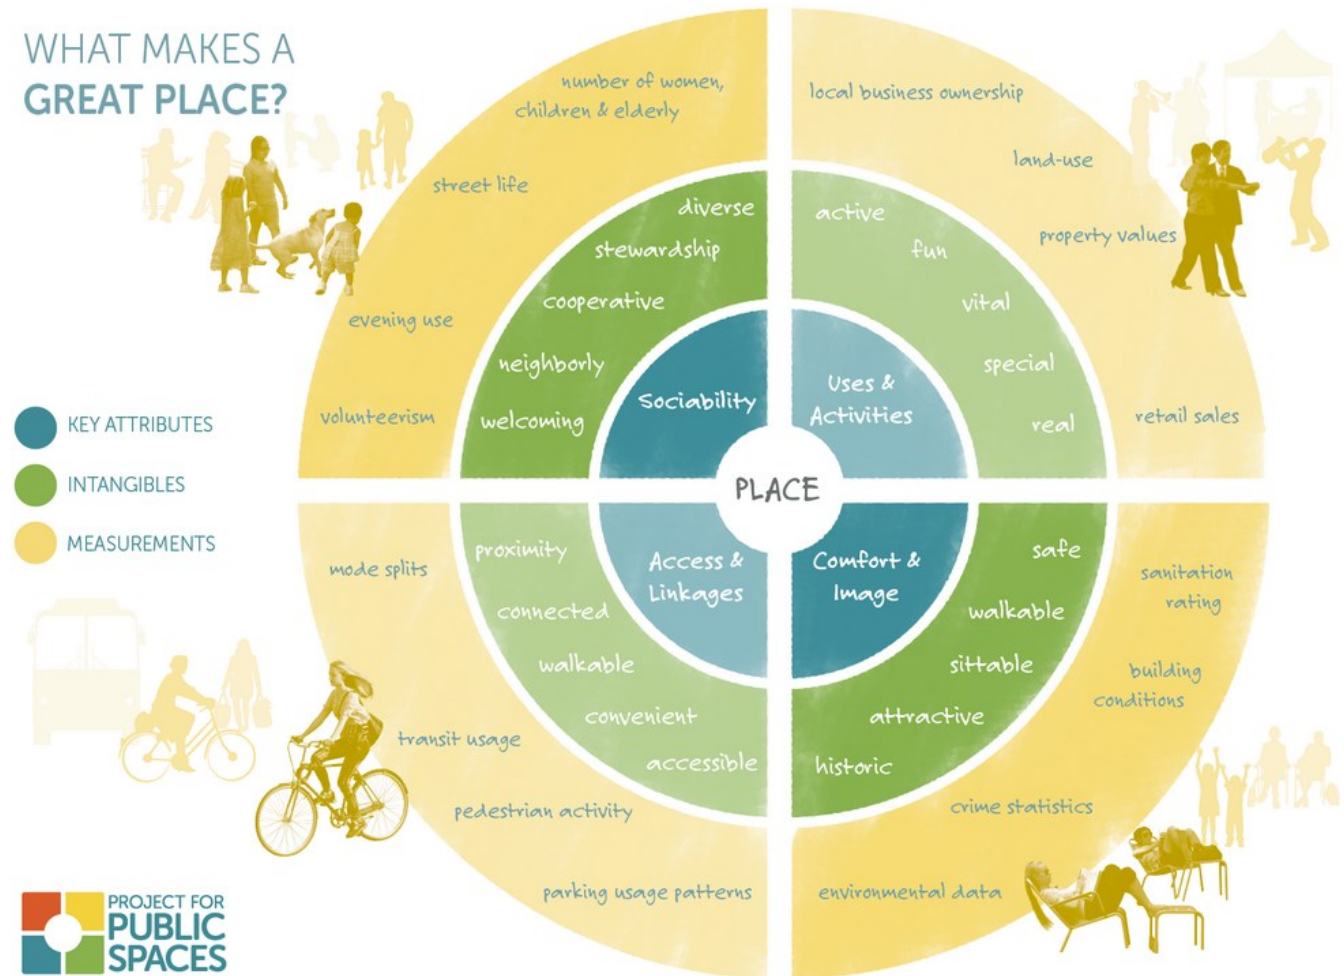 WHAT MAKES A
GREAT PLACE?
number of women,
children & elderly
street life
evening use
volunteerism
diverse
stewardship
cooperative
neighborly
welcoming
Sociability
local business ownership
land-use
property values
retail sales
active
fun
vital
special
real
Uses &
Activities
KEY ATTRIBUTES
INTANGIBLES
MEASUREMENTS
PLACE
Access &
Linkages
proximity
connected
walkable
convenient
accessible
mode splits
transit usage
pedestrian activity
parking usage patterns
Comfort &
Image
safe
walkable
sittable
attractive
historic
sanitation
rating
building
conditions
crime statistics
environmental data
PROJECT FOR
PUBLIC
SPACES